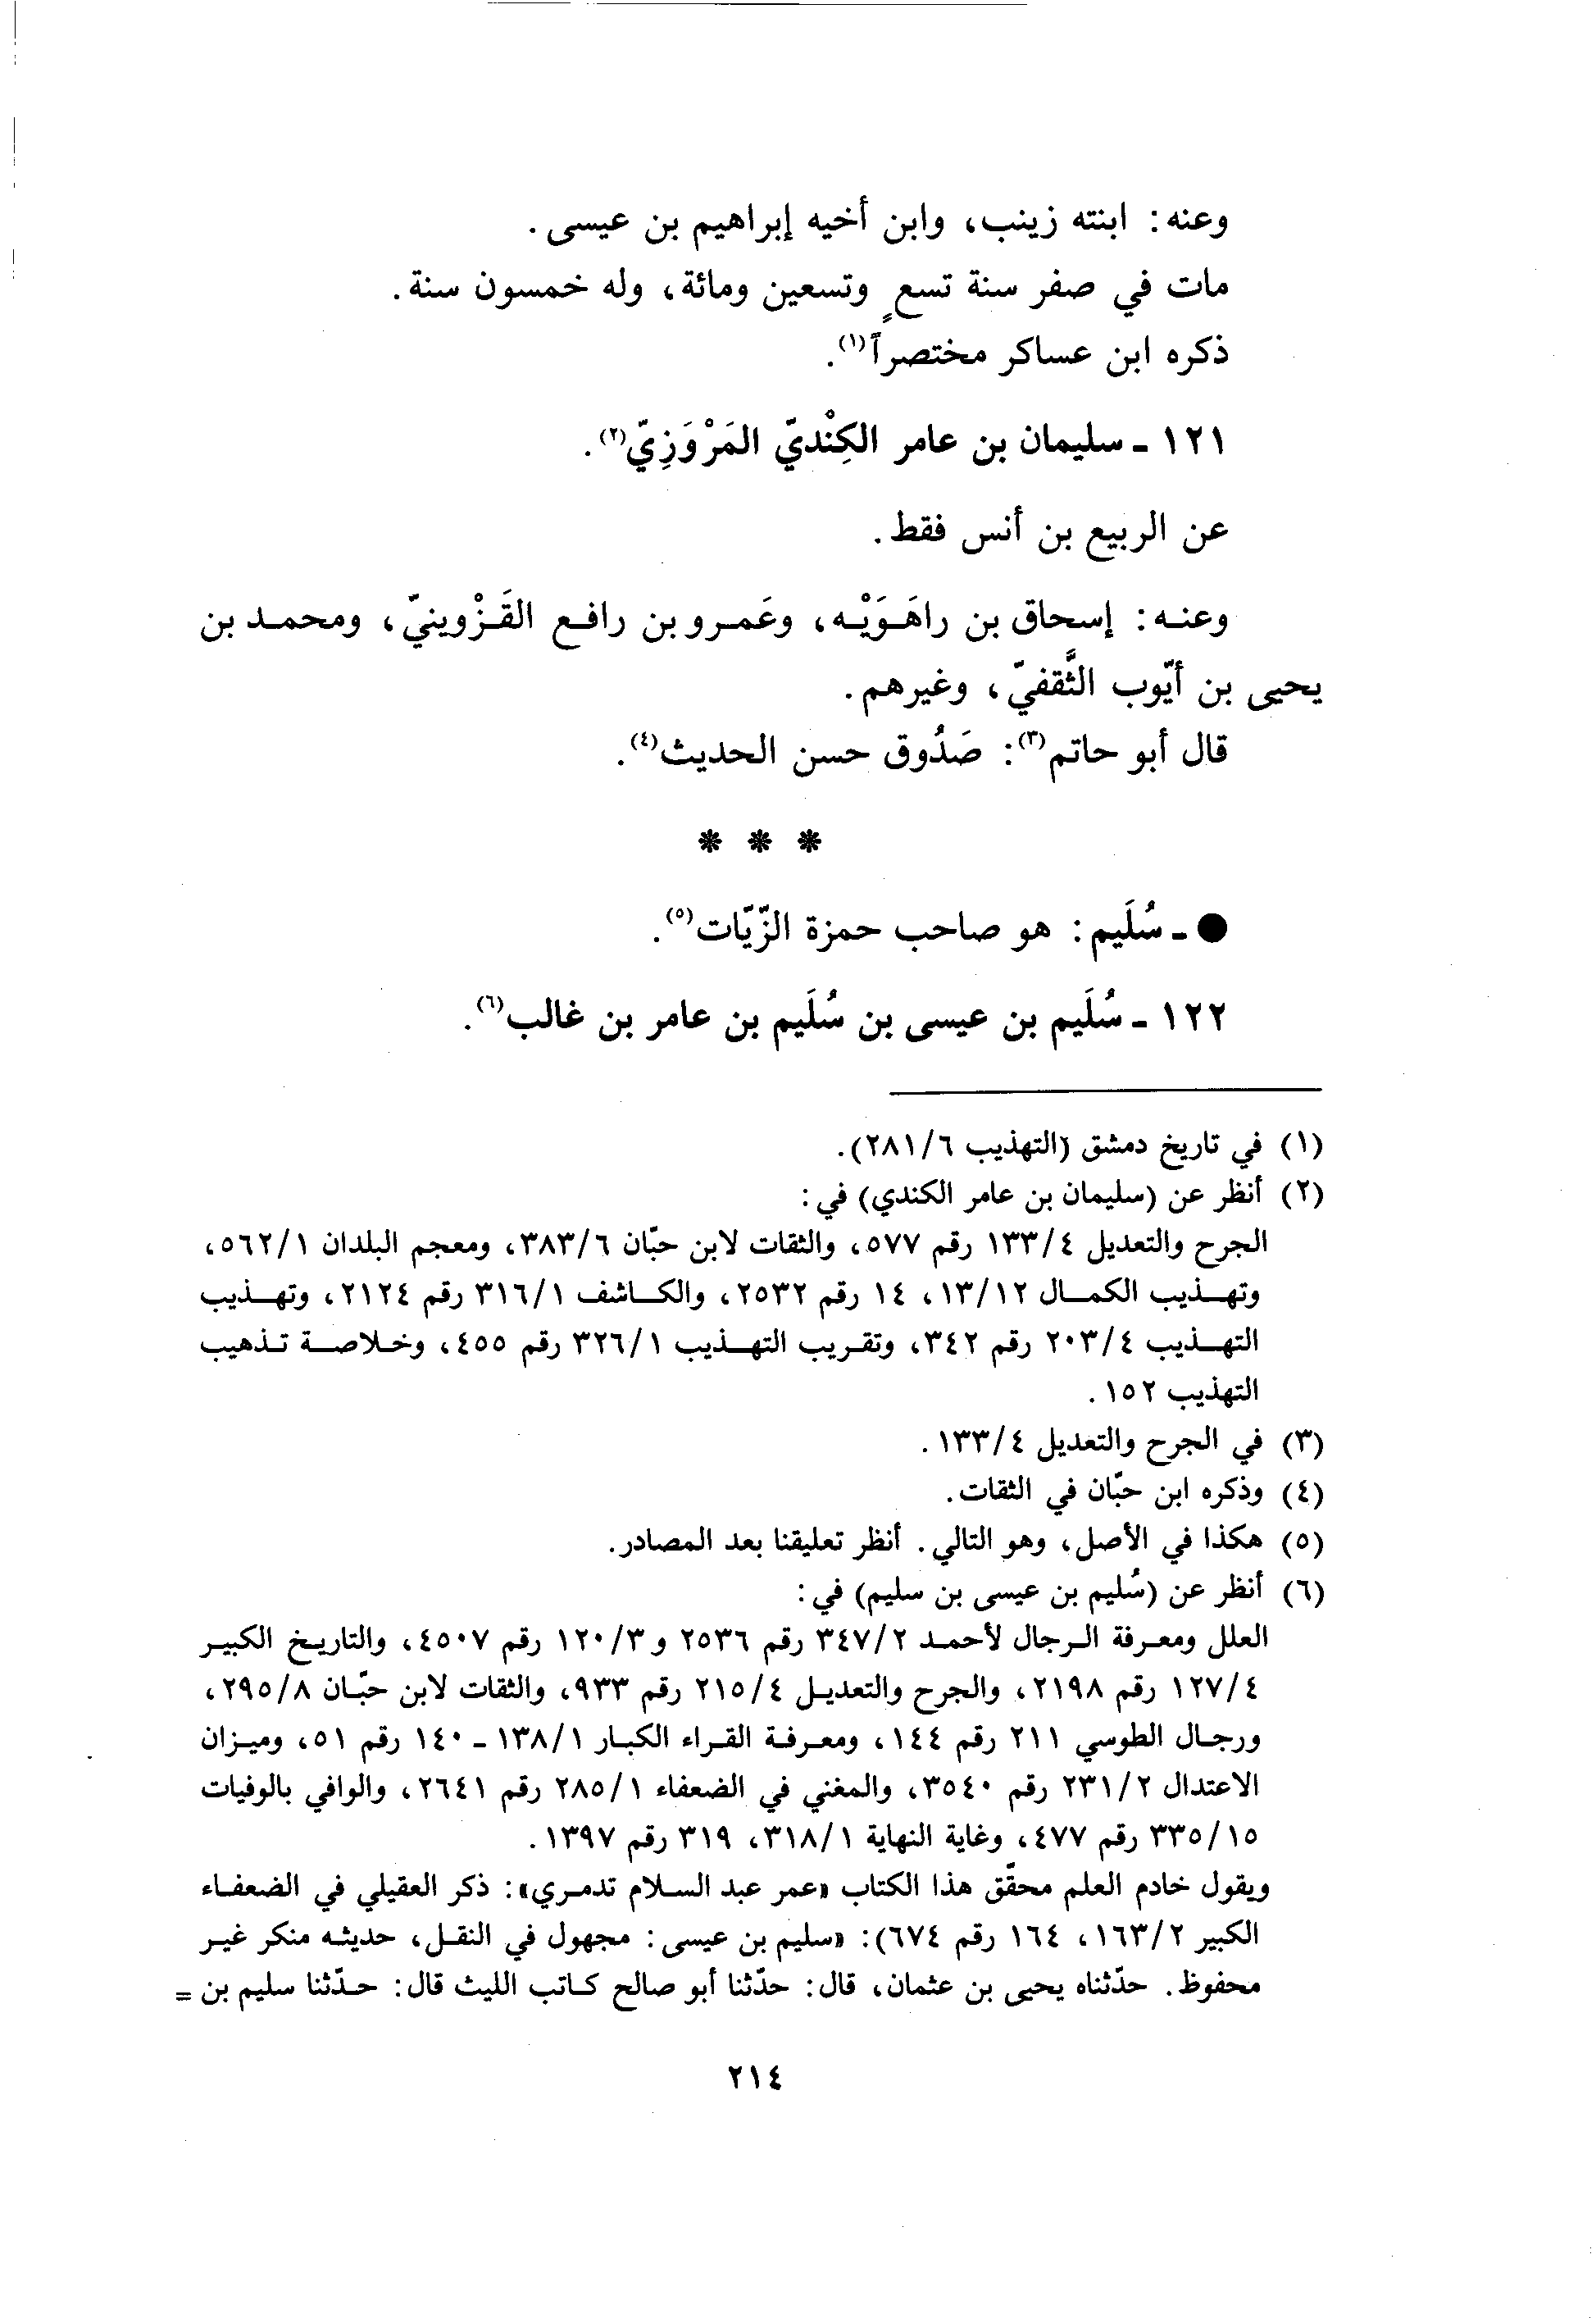 وعنه: ابنته زينب، وابن أخيه إبراهيم بن عيسى.
مات في صفر سنة تسعٍ وتسعين ومائة، وله خمسون سنة.
ذكره ابن عساكر مختصراً(١).
١٢١ - سليمان بن عامر الكِنْديّ المَرْوَزِيّ(٢).
عن الربيع بن أنس فقط.
وعنه: إسحاق بن راهَوَيْه، وعَمرو بن رافع القَزْوينيّ، ومحمد بن
يحيى بن أيّوب الثَّقفيّ، وغيرهم.
قال أبو حاتم(٣): صَدُوق حسن الحديث(٤).
* * *
● - سُلَيم: هو صاحب حمزة الزّيّات(٥).
١٢٢ - سُلَيم بن عيسى بن سُلَيم بن عامر بن غالب(٦).
(١) في تاريخ دمشق (التهذيب ٢٨١/٦).
(٢) أنظر عن (سليمان بن عامر الكندي) في:
الجرح والتعديل ١٣٣/٤ رقم ٥٧٧، والثقات لابن حبّان ٣٨٣/٦، ومعجم البلدان ٥٦٢/١،
وتهذيب الكمال ١٣/١٢، ١٤ رقم ٢٥٣٢، والكاشف ٣١٦/١ رقم ٢١٢٤، وتهذيب
التهذيب ٢٠٣/٤ رقم ٣٤٢، وتقريب التهذيب ٣٢٦/١ رقم ٤٥٥، وخلاصة تذهيب
التهذيب ١٥٢.
(٣) في الجرح والتعديل ١٣٣/٤.
(٤) وذكره ابن حبّان في الثقات.
(٥) هكذا في الأصل، وهو التالي. أنظر تعليقنا بعد المصادر.
(٦) أنظر عن (سُليم بن عيسى بن سليم) في:
العلل ومعرفة الرجال لأحمد ٣٤٧/٢ رقم ٢٥٣٦ و ١٢٠/٣ رقم ٤٥٠٧، والتاريخ الكبير
١٢٧/٤ رقم ٢١٩٨، والجرح والتعديل ٢١٥/٤ رقم ٩٣٣، والثقات لابن حبّان ٢٩٥/٨،
ورجال الطوسي ٢١١ رقم ١٤٤، ومعرفة القراء الكبار ١٣٨/١ - ١٤٠ رقم ٥١، وميزان
الاعتدال ٢٣١/٢ رقم ٣٥٤٠، والمغني في الضعفاء ٢٨٥/١ رقم ٢٦٤١، والوافي بالوفيات
٣٣٥/١٥ رقم ٤٧٧، وغاية النهاية ٣١٨/١، ٣١٩ رقم ١٣٩٧.
ويقول خادم العلم محقّق هذا الكتاب «عمر عبد السلام تدمري»: ذكر العقيلي في الضعفاء
الكبير ١٦٣/٢، ١٦٤ رقم ٦٧٤): «سليم بن عيسى: مجهول في النقل، حديثه منكر غير
محفوظ. حدّثناه يحيى بن عثمان، قال: حدّثنا أبو صالح كاتب الليث قال: حدّثنا سليم بن =
٢١٤